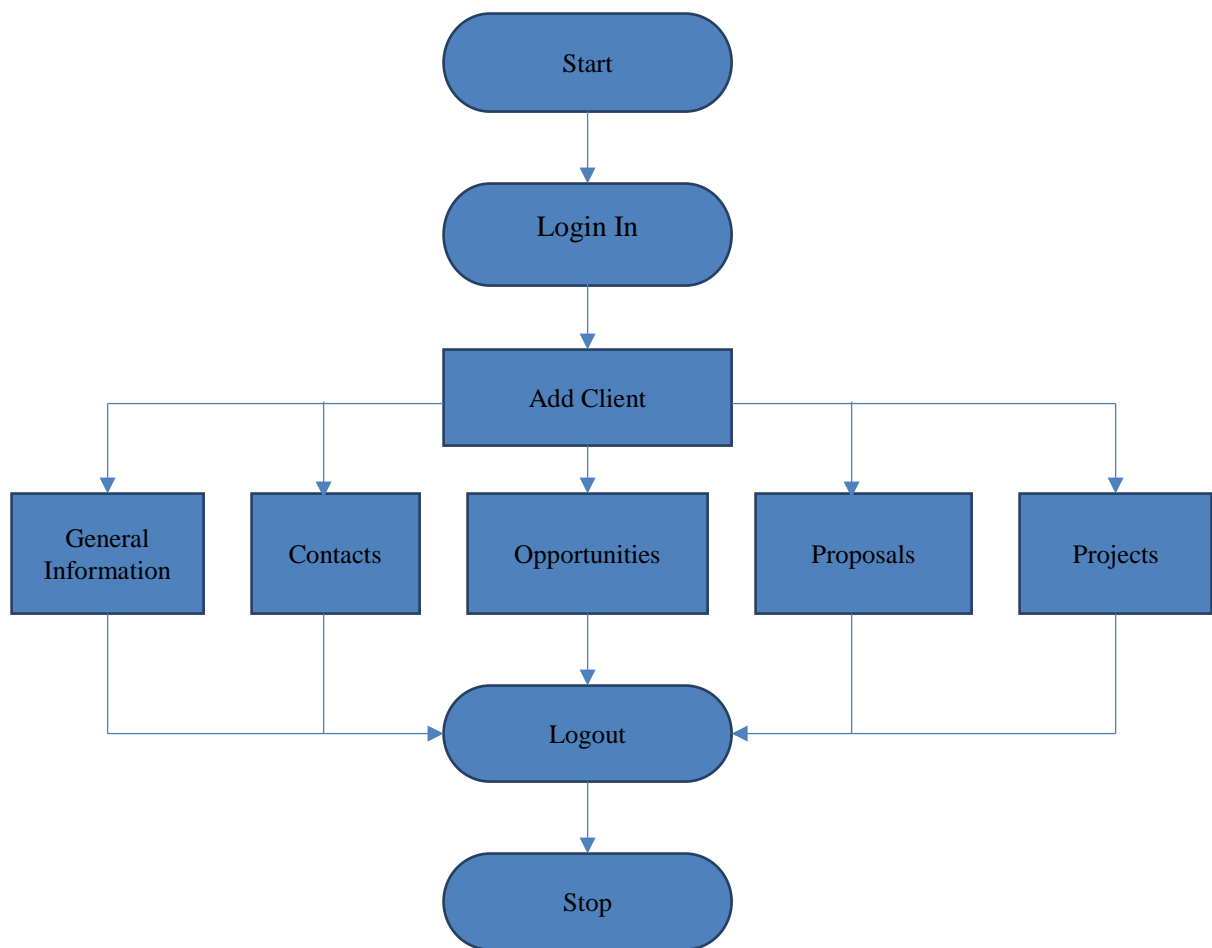 Start
Login In
Add Client
General
Information
Contacts
Opportunities
Proposals
Projects
Logout
Stop